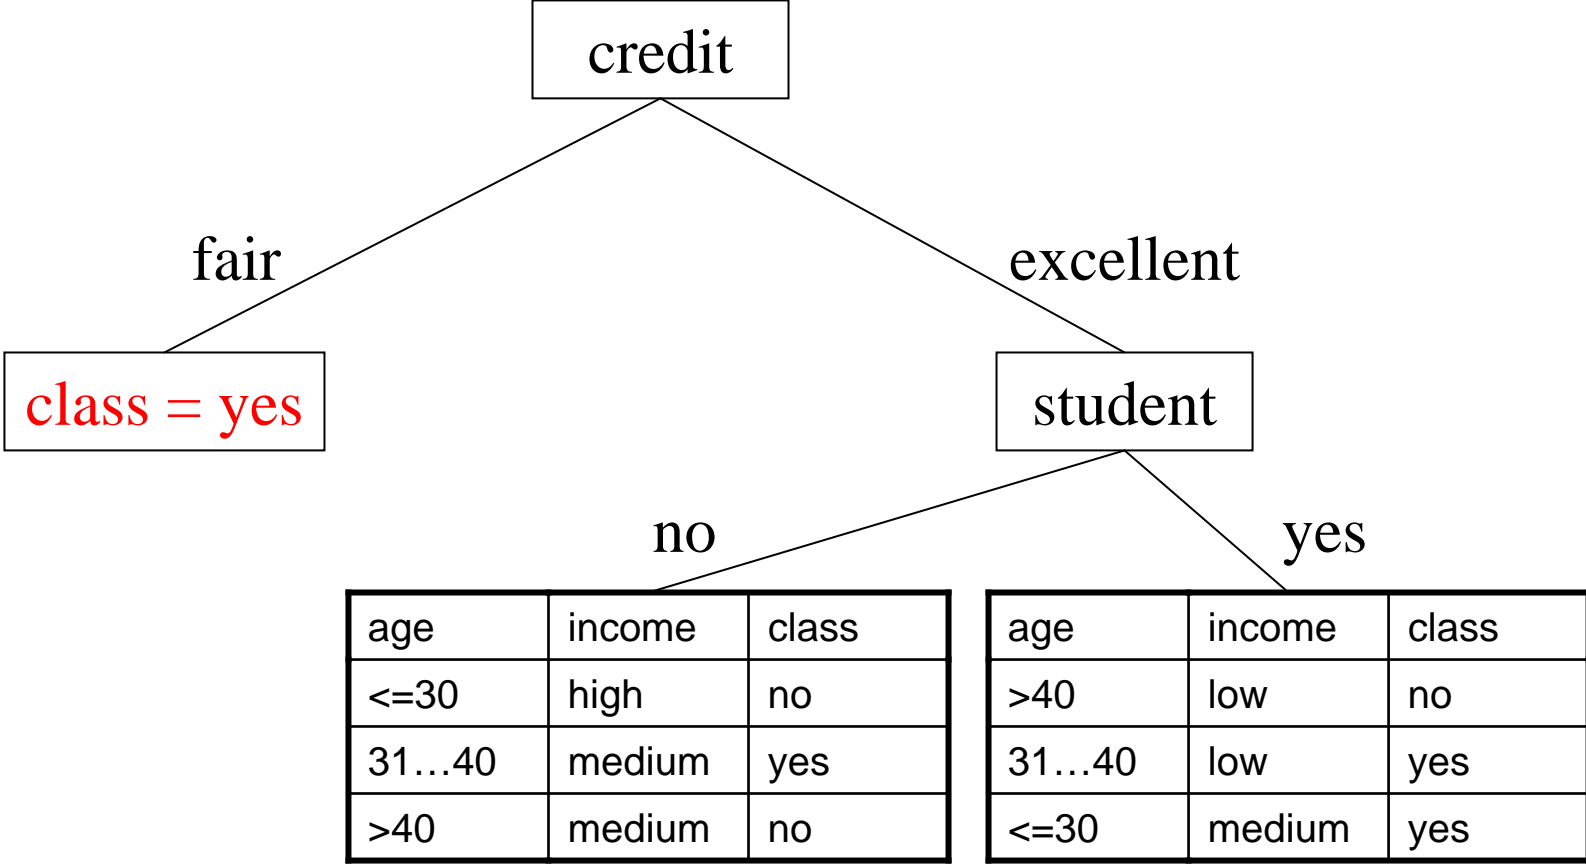 credit
fair excellent
class = yes student
no yes
age income class age income class
<=30 high no >40 low no
31…40 medium yes 31…40 low yes
>40 medium no <=30 medium yes